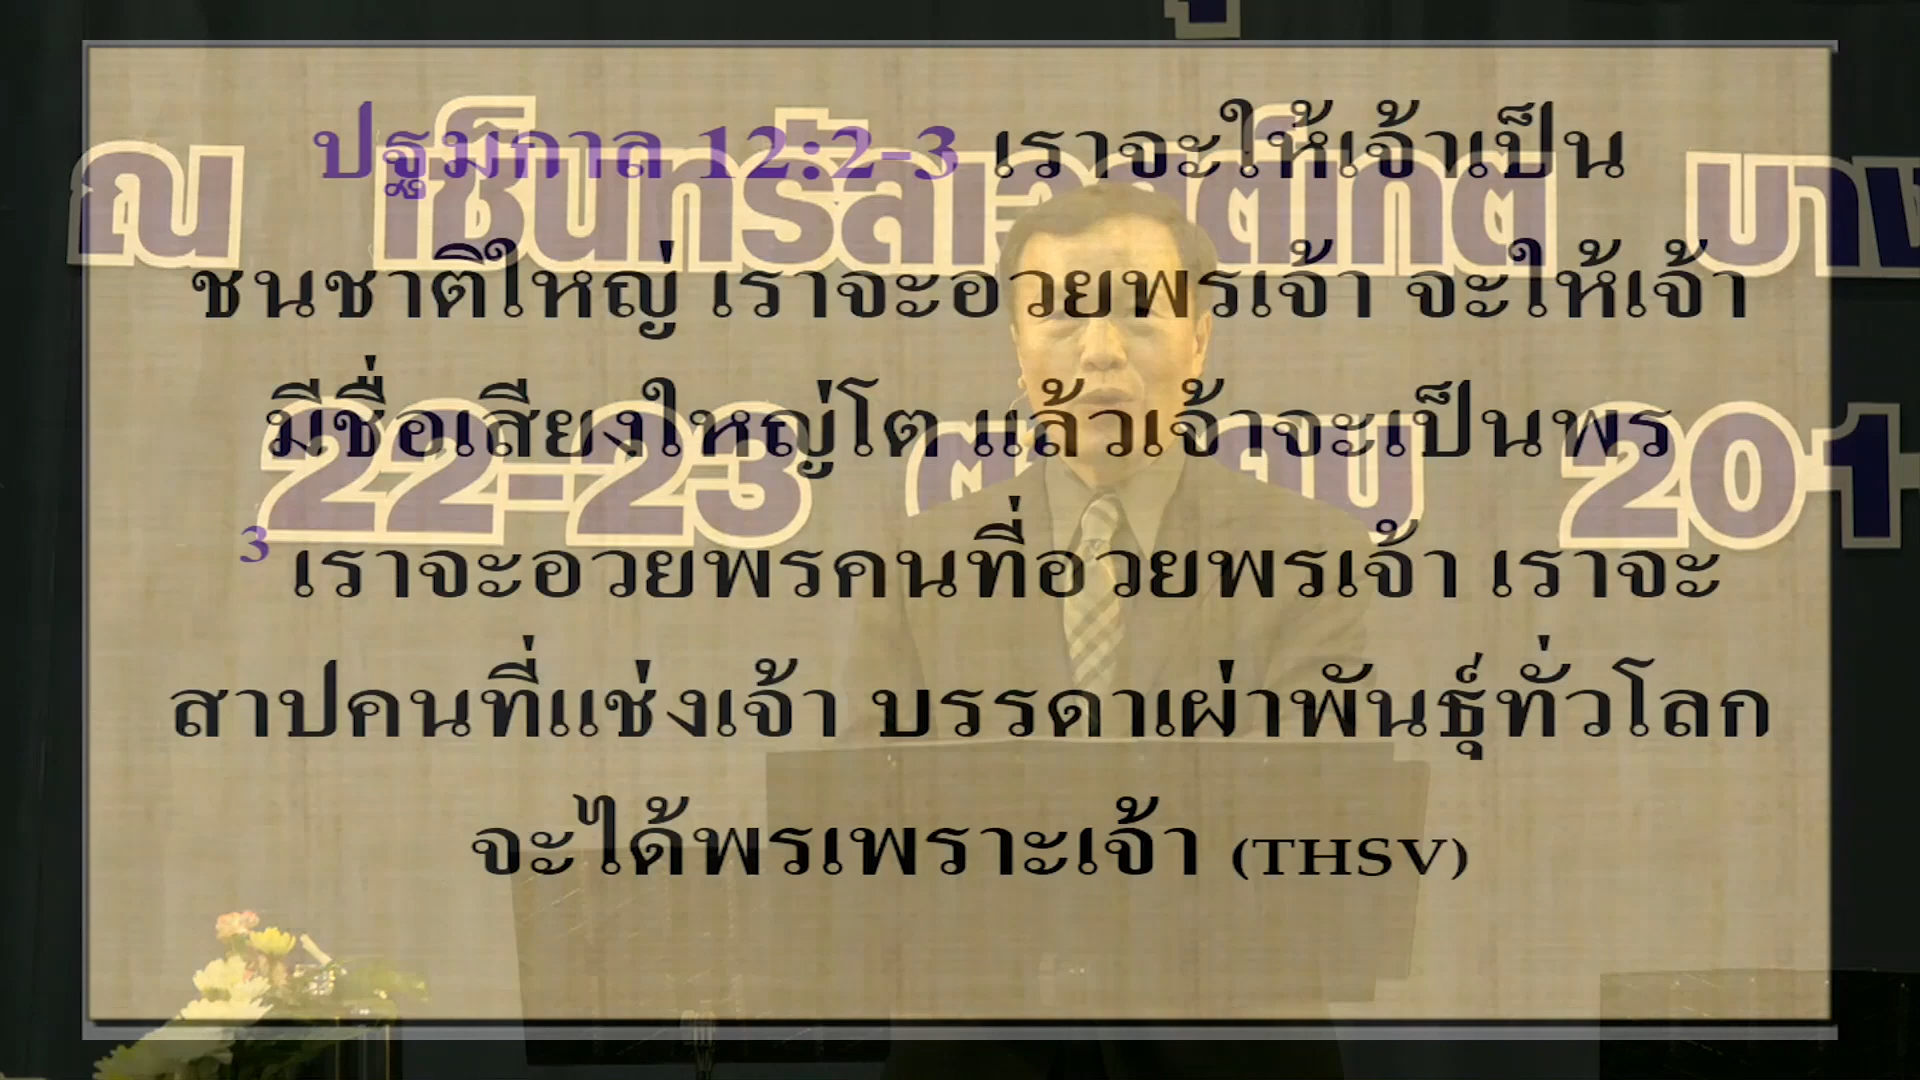 ปฐมกาล 12:2-3 เราจะให้เจ้าเป็น
ชนชาติใหญ่ เราจะอวยพรเจ้า จะให้เจ้า
มีชื่อเสียงใหญ่โต แล้วเจ้าจะเป็นพร
3 เราจะอวยพรคนที่อวยพรเจ้า เราจะ
สาปคนที่แช่งเจ้า บรรดาเผ่าพันธุ์ทั่วโลก
จะได้พรเพราะเจ้า (THSV)
ณ
22-23 201